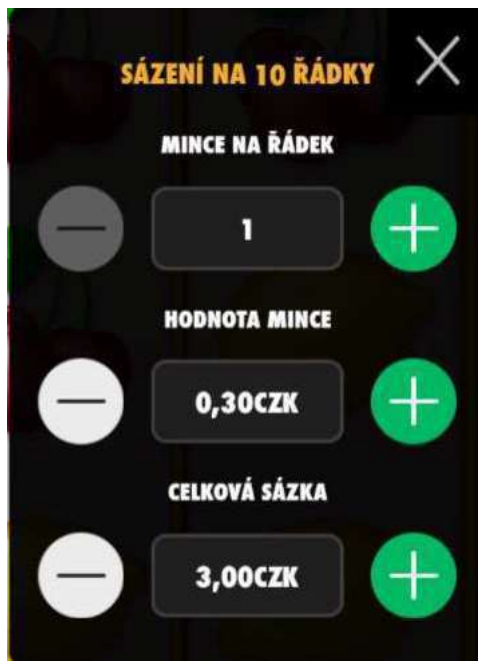 SÁZENÍ NA 10 ŘÁDKY
MINCE NA ŘÁDEK
1
HODNOTA MINCE
0,30CZK
CELKOVÁ SÁZKA
3,00CZK